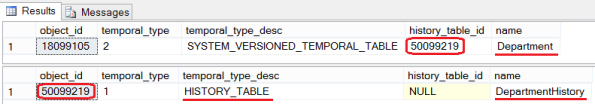 Results Messages
object_id temporal_type temporal_type_desc history_table_id name
1 18099105 2 SYSTEM_VERSIONED_TEMPORAL_TABLE 50099219 Department
object_id temporal_type temporal_type_desc history_table_id name
1 50099219 1 HISTORY_TABLE NULL DepartmentHistory